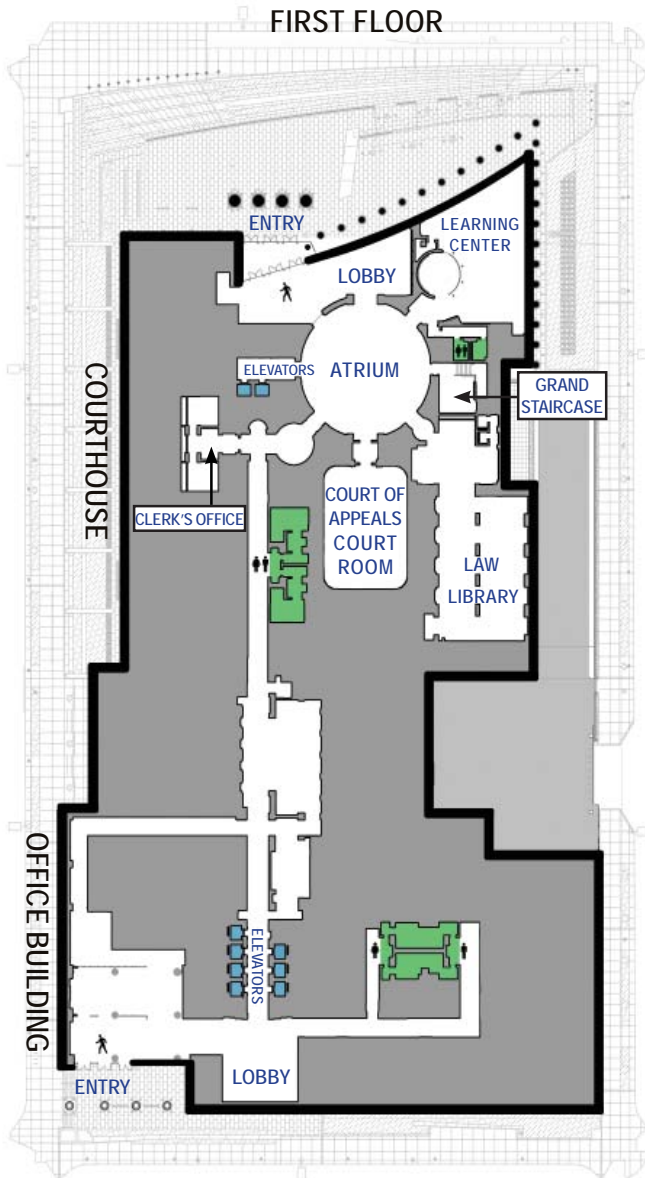 FIRST FLOOR
ENTRY
LEARNING
CENTER
LOBBY
ELEVATORS
ATRIUM
GRAND
STAIRCASE
COURTHOUSE
CLERK'S OFFICE
COURT OF
APPEALS
COURT
ROOM
LAW
LIBRARY
OFFICE BUILDING
ELEVATORS
LOBBY
ENTRY